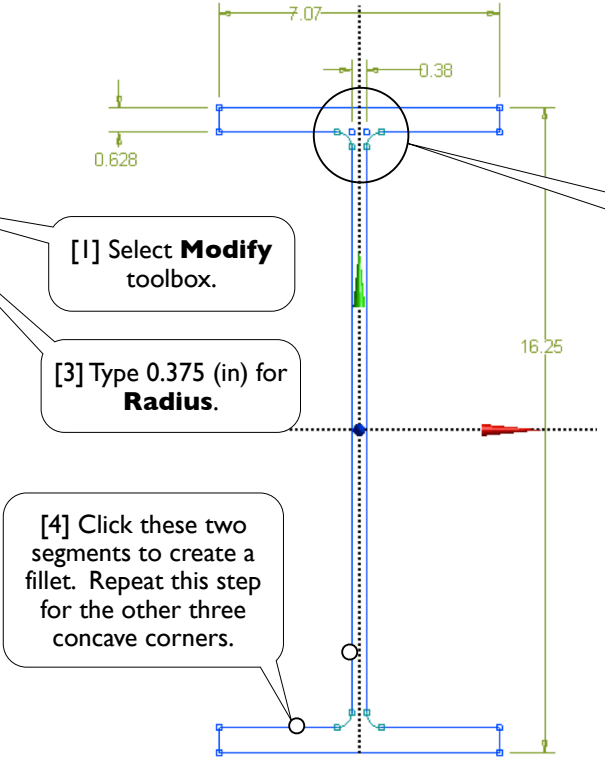 7.07
0.38
0.628
[1] Select Modify
toolbox.
[3] Type 0.375 (in) for
Radius.
16.25
[4] Click these two
segments to create a
fillet. Repeat this step
for the other three
concave corners.